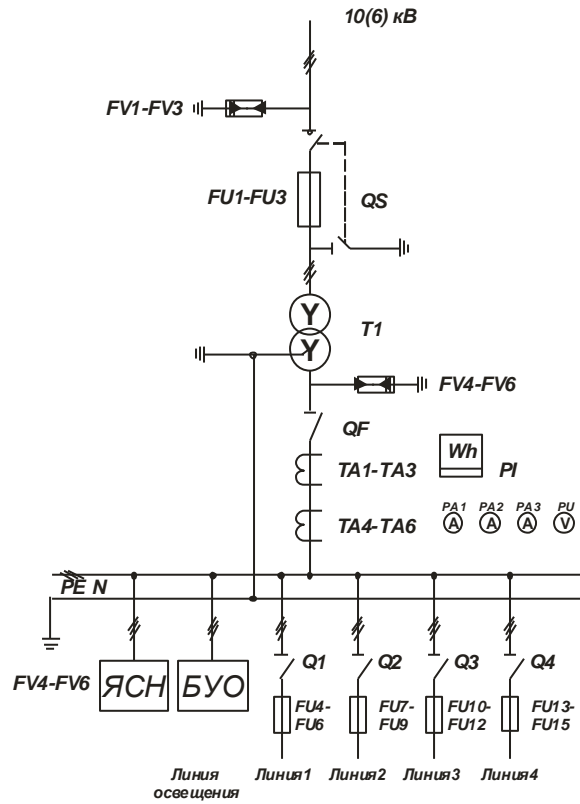 10(6) кВ
FV1-FV3
FU1-FU3
QS
Y
Y
T1
FV4-FV6
QF
Wh
TA1-TA3
PI
PA1 PA2 PA3 PU
TA4-TA6
A A A V
PE N
Q1 Q2 Q3 Q4
FV4-FV6
ЯСН
БУО
FU4-
FU6
FU7-
FU9
FU10-
FU12
FU13-
FU15
Линия
освещения
Линия1
Линия2
Линия3
Линия4